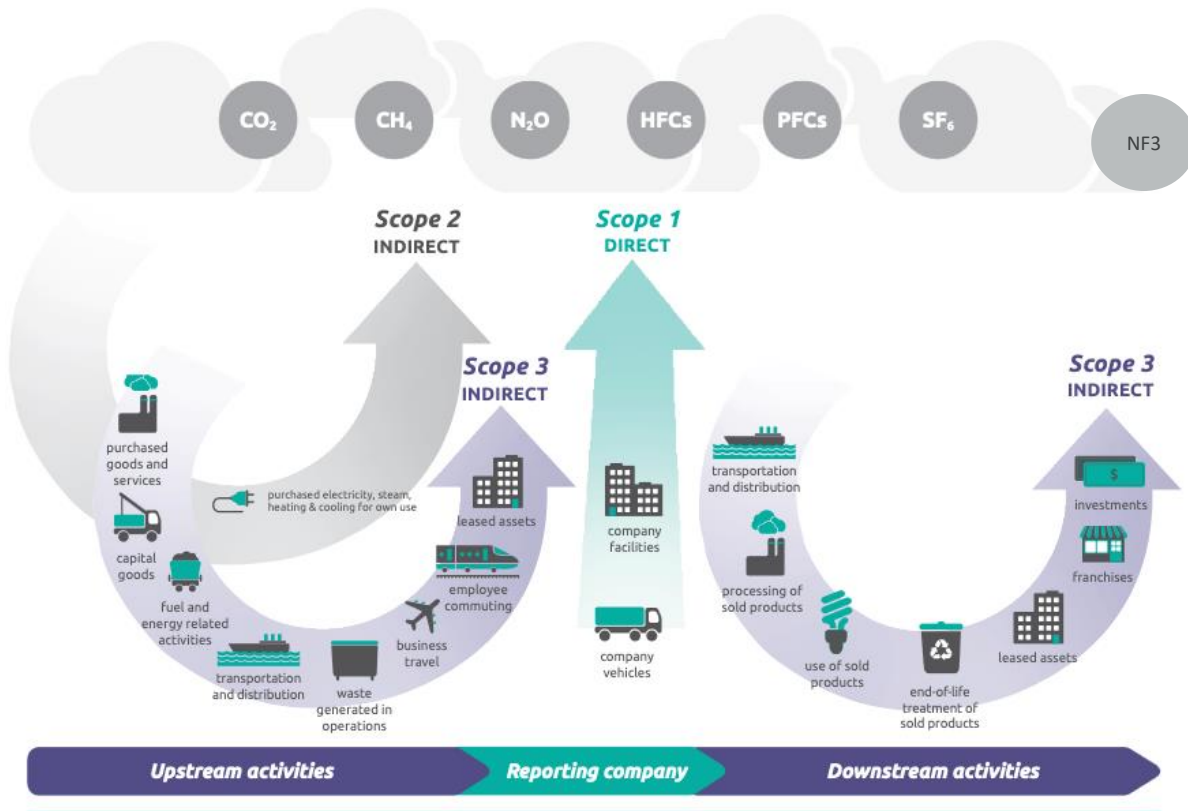 CO₂
CH₄
N₂O
HFCs
PFCs
SF₆
NF3
Scope 2
INDIRECT
Scope 1
DIRECT
Scope 3
INDIRECT
Scope 3
INDIRECT
purchased
goods and
services
capital
goods
fuel and
energy related
activities
transportation
and distribution
waste
generated in
operations
business
travel
employee
commuting
leased assets
purchased electricity, steam,
heating & cooling for own use
company
facilities
company
vehicles
transportation
and distribution
processing of
sold products
use of sold
products
end-of-life
treatment of
sold products
leased assets
franchises
investments
$
Upstream activities
Reporting company
Downstream activities